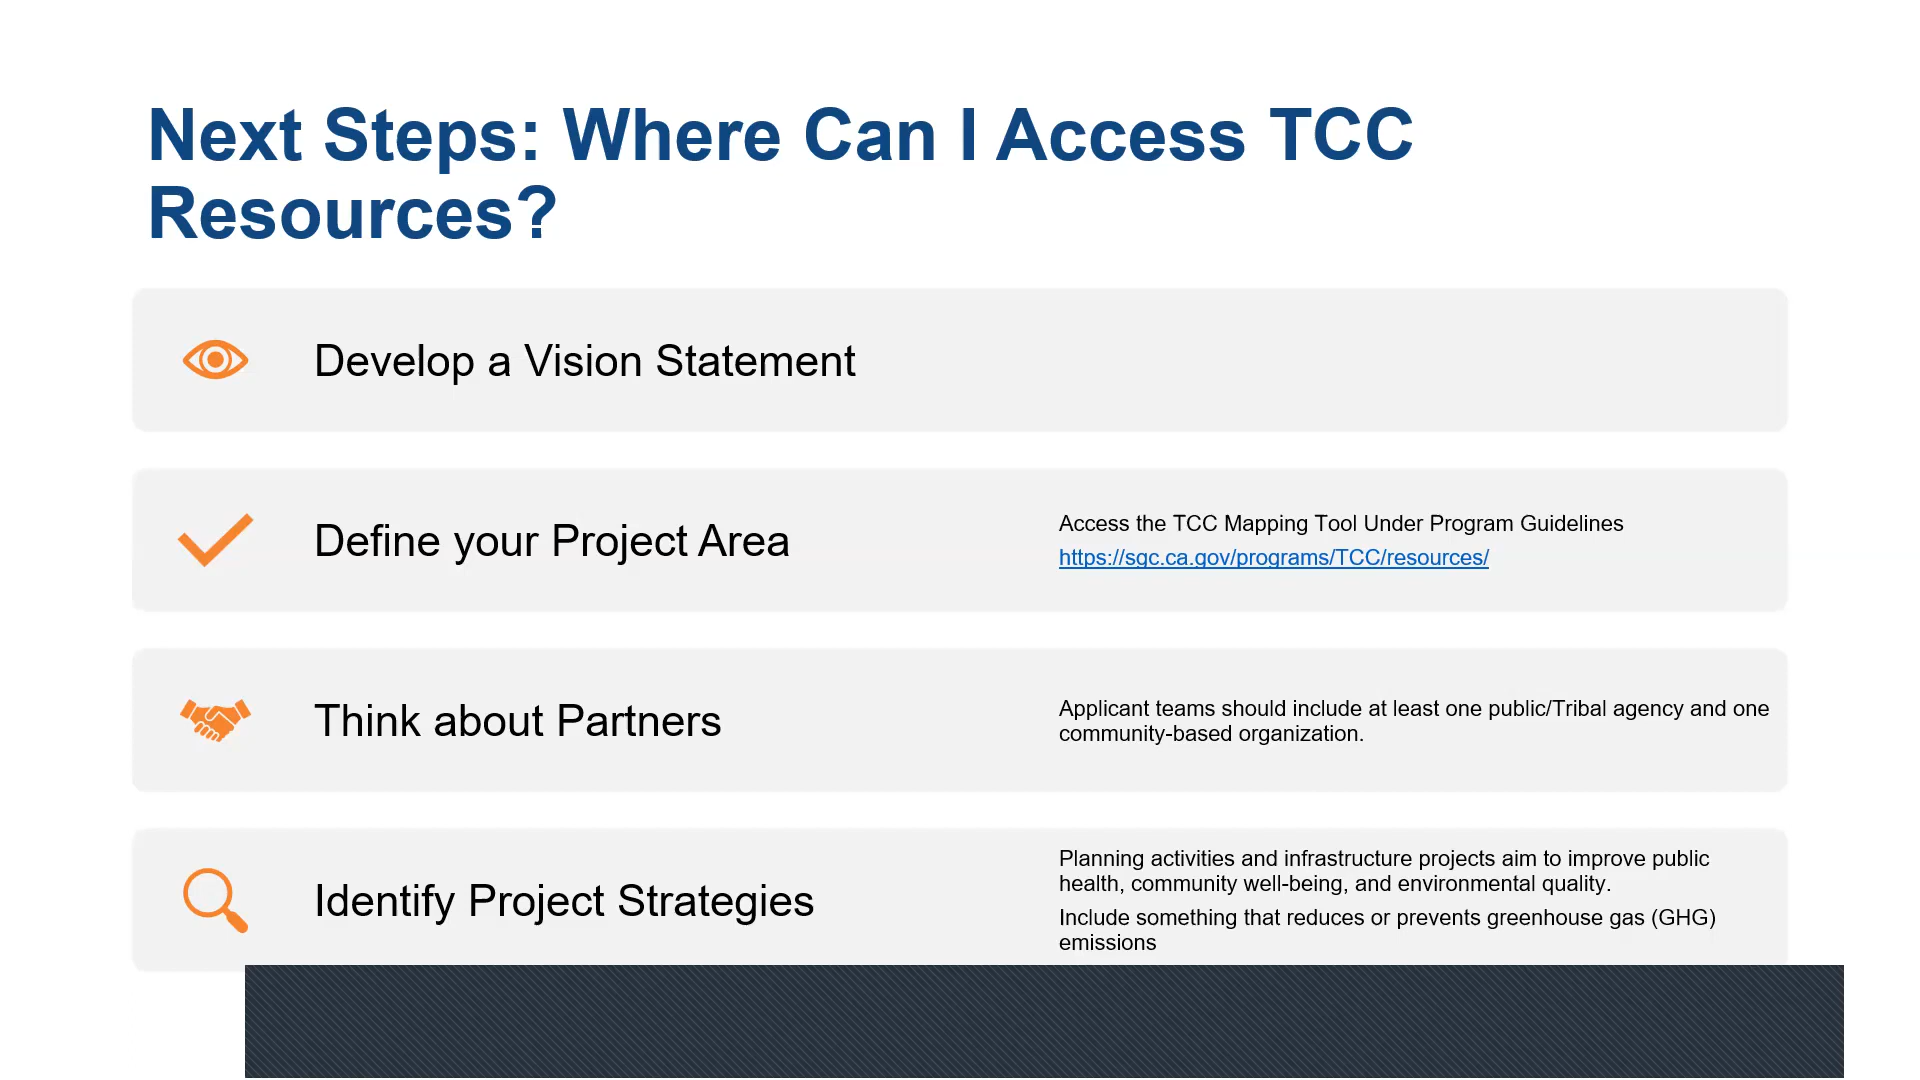 Next Steps: Where Can I Access TCC
Resources?
Develop a Vision Statement
Define your Project Area
Access the TCC Mapping Tool Under Program Guidelines
https://sgc.ca.gov/programs/TCC/resources/
Think about Partners
Applicant teams should include at least one public/Tribal agency and one
community-based organization.
Identify Project Strategies
Planning activities and infrastructure projects aim to improve public
health, community well-being, and environmental quality.
Include something that reduces or prevents greenhouse gas (GHG)
emissions